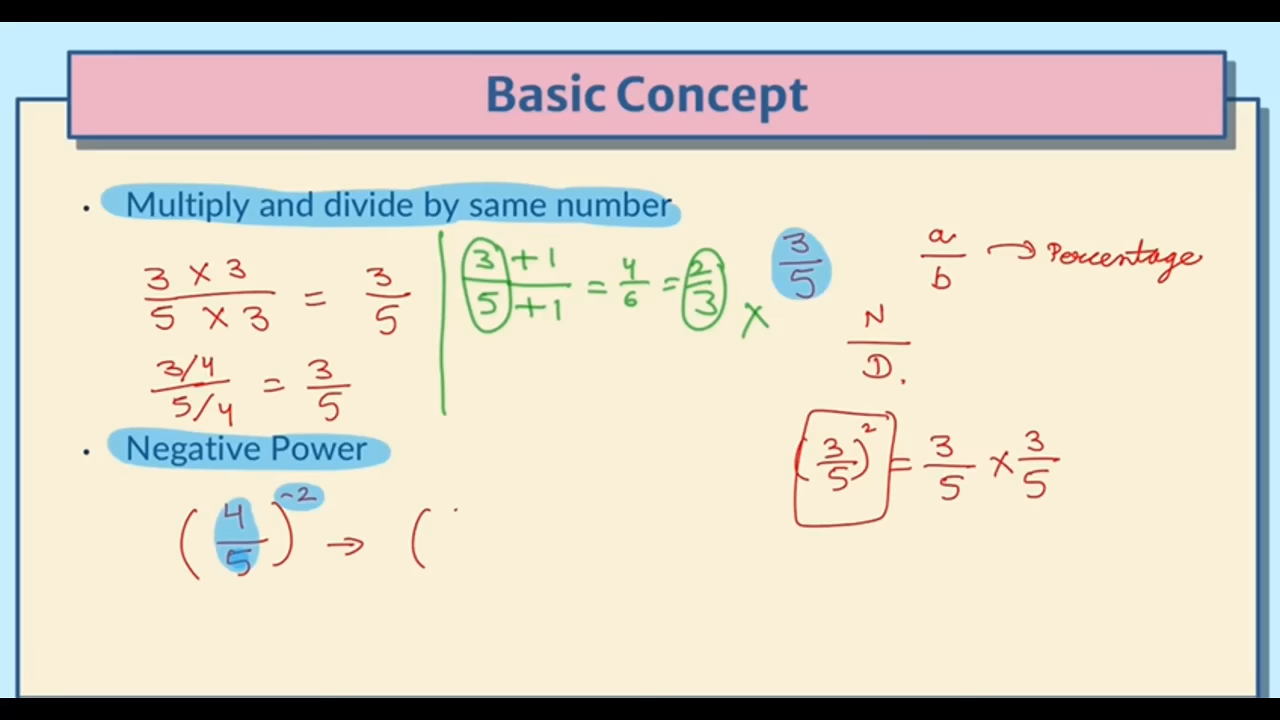 Basic Concept
• Multiply and divide by same number
3 × 3 / 5 × 3 = 3/5
3/4 / 5/4 = 3/5
3 + 1 / 5 + 1 = 4/6 = 2/3 ×
3/5
a/b → Percentage
N/D.
• Negative Power
(4/5)^-2 → (
(3/5)^2 = 3/5 × 3/5